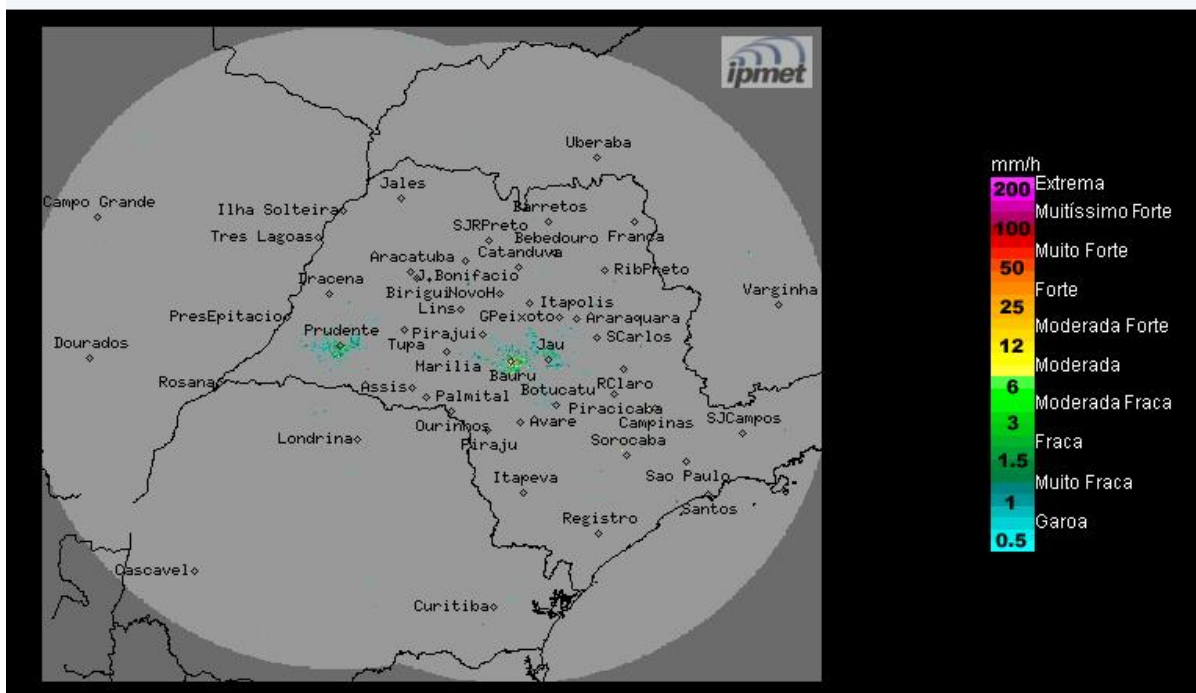 ipmet
Uberaba
Jales
Campo Grande
Ilha Solteira
Barretos
SJRPreto
Tres Lagoas
Bebedouro
Franca
Catanduva
Aracatuba
J.Bonifacio
RibPreto
Dracena
Birigui
NovoH
Varginha
Itapolis
Lins
PresEpitacio
GPeixoto
Araraquara
Prudente
Pirajui
SCarlos
Dourados
Tupa
Jau
Marilia
Bauru
Rosana
Assis
RClaro
Botucatu
Palmital
Piracicaba
Ourinhos
Avare
Campinas
SJCampos
Londrina
Piraju
Sorocaba
Itapeva
Sao Paulo
Santos
Registro
Cascavel
Curitiba
mm/h
200
Extrema
Muitíssimo Forte
100
Muito Forte
50
Forte
25
Moderada Forte
12
Moderada
6
Moderada Fraca
3
Fraca
1.5
Muito Fraca
1
Garoa
0.5